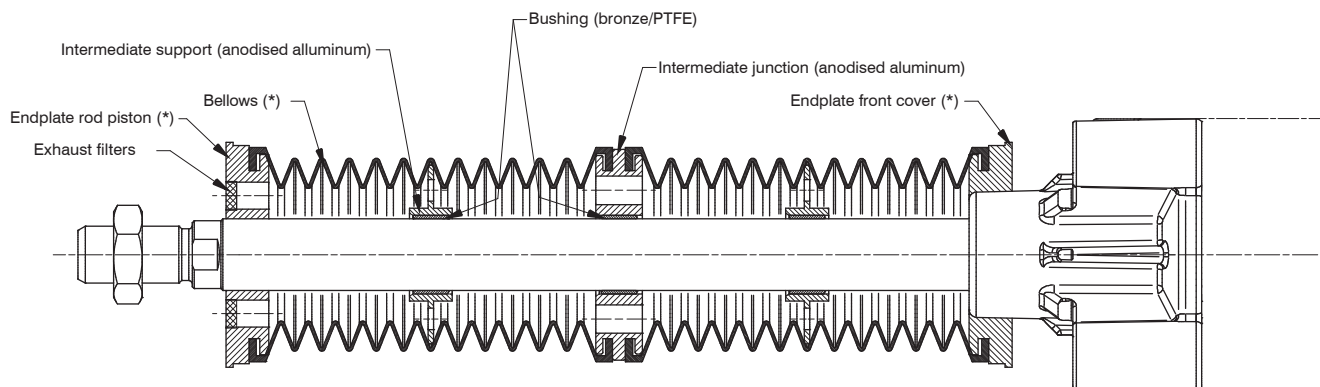 Bushing (bronze/PTFE)
Intermediate support (anodised alluminum)
Intermediate junction (anodised aluminum)
Bellows (*)
Endplate front cover (*)
Endplate rod piston (*)
Exhaust filters